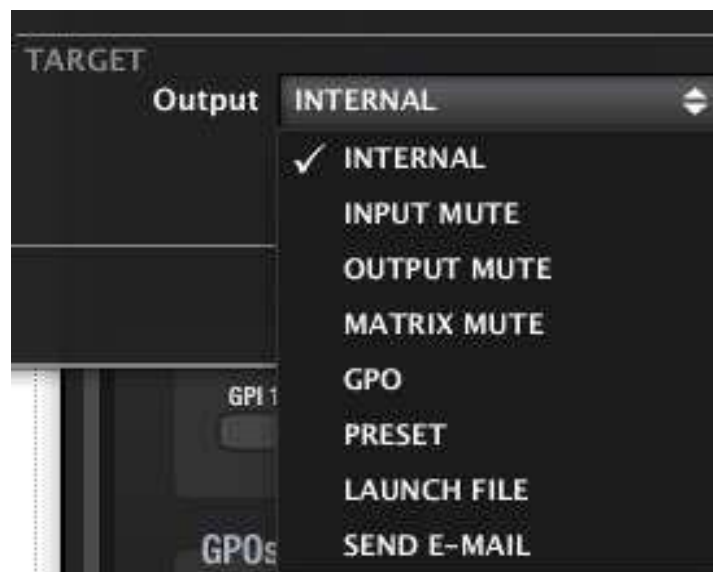 TARGET
Output INTERNAL
✓ INTERNAL
INPUT MUTE
OUTPUT MUTE
MATRIX MUTE
GPO
PRESET
LAUNCH FILE
SEND E-MAIL
GPI 1
GPOs